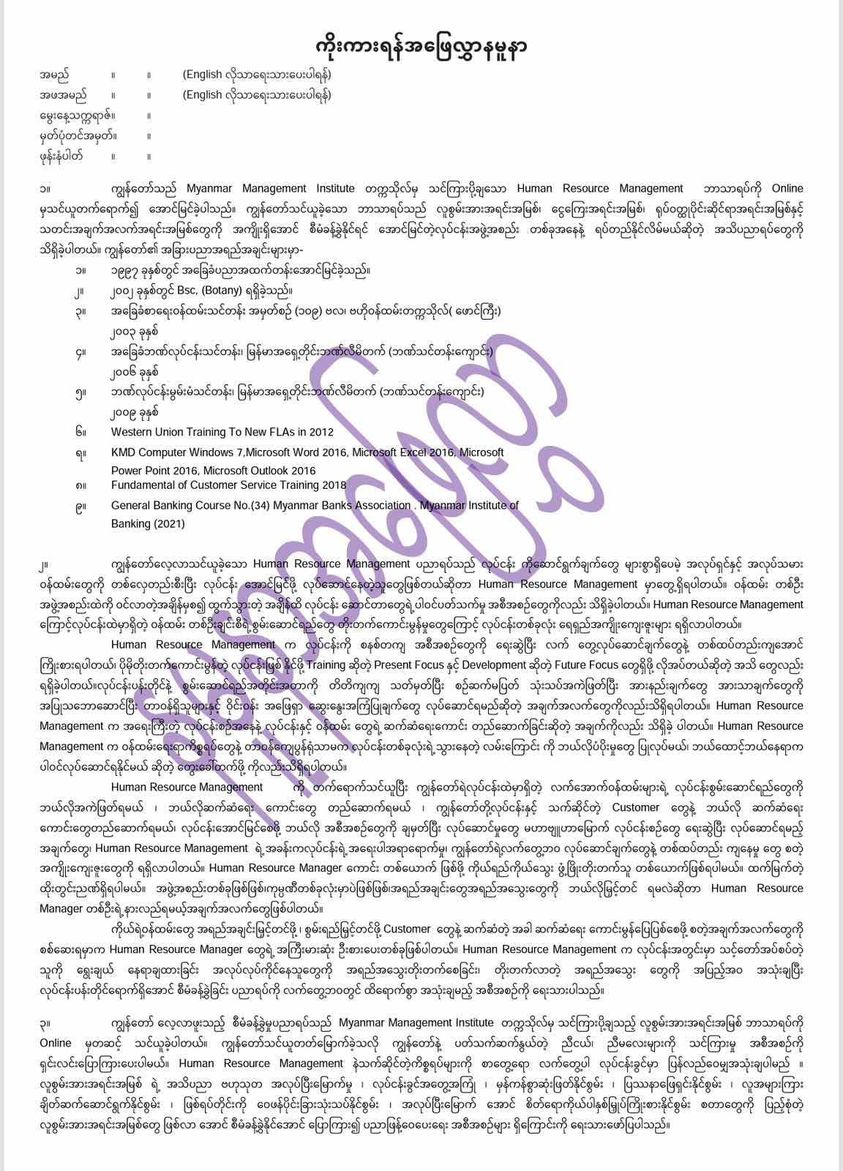 ကိုးကားရန်အဖြေလွှာနမူနာ
အမည် ။ ။ (English လိုသာရေးသားပေးပါရန်)
အဖအမည် ။ ။ (English လိုသာရေးသားပေးပါရန်)
မွေးနေ့သက္ကရာဇ်။ ။
မှတ်ပုံတင်အမှတ်။ ။
ဖုန်းနံပါတ် ။ ။
၁။ ကျွန်တော်သည် Myanmar Management Institute တက္ကသိုလ်မှ သင်ကြားပို့ချသော Human Resource Management ဘာသာရပ်ကို Online
မှသင်ယူတက်ရောက်၍ အောင်မြင်ခဲ့ပါသည်။ ကျွန်တော်သင်ယူခဲ့သော ဘာသာရပ်သည် လူစွမ်းအားအရင်းအမြစ်၊ ငွေကြေးအရင်းအမြစ်၊ ရုပ်ဝတ္ထုပိုင်းဆိုင်ရာအရင်းအမြစ်နှင့်
သတင်းအချက်အလက်အရင်းအမြစ်တွေကို အကျိုးရှိအောင် စီမံခန့်ခွဲနိုင်ရင် အောင်မြင်တဲ့လုပ်ငန်းအဖွဲ့အစည်း တစ်ခုအနေနဲ့ ရပ်တည်နိုင်လိမ့်မယ်ဆိုတဲ့ အသိပညာရပ်တွေကို
သိရှိခဲ့ပါတယ်။ ကျွန်တော်၏ အခြားပညာအရည်အချင်းများမှာ-
၁။ ၁၉၉၇ ခုနှစ်တွင် အခြေခံပညာအထက်တန်းအောင်မြင်ခဲ့သည်။
၂။ ၂၀၀၂ ခုနှစ်တွင် Bsc, (Botany) ရရှိခဲ့သည်။
၃။ အခြေခံစာရေးဝန်ထမ်းသင်တန်း အမှတ်စဉ် (၁၀၉) ဗလ၊ ဗဟိုဝန်ထမ်းတက္ကသိုလ်( ဖောင်ကြီး)
၂၀၀၃ ခုနှစ်
၄။ အခြေခံဘဏ်လုပ်ငန်းသင်တန်း၊ မြန်မာအရှေ့တိုင်းဘဏ်လီမိတက် (ဘဏ်သင်တန်းကျောင်း)
၂၀၀၆ ခုနှစ်
၅။ ဘဏ်လုပ်ငန်းမွမ်းမံသင်တန်း၊ မြန်မာအရှေ့တိုင်းဘဏ်လီမိတက် (ဘဏ်သင်တန်းကျောင်း)
၂၀၀၉ ခုနှစ်
၆။ Western Union Training To New FLAs in 2012
ရ။ KMD Computer Windows 7,Microsoft Word 2016, Microsoft Excel 2016, Microsoft
Power Point 2016, Microsoft Outlook 2016
၈။ Fundamental of Customer Service Training 2018
၉။ General Banking Course No.(34) Myanmar Banks Association . Myanmar Institute of
Banking (2021)
၂။ ကျွန်တော်လေ့လာသင်ယူခဲ့သော Human Resource Management ပညာရပ်သည် လုပ်ငန်း ကိုဆောင်ရွက်ချက်တွေ များစွာရှိပေမဲ့ အလုပ်ရှင်နှင့် အလုပ်သမား
ဝန်ထမ်းတွေကို တစ်လှေတည်းစီးပြီး လုပ်ငန်း အောင်မြင်ဖို့ လုပ်ဆောင်နေတဲ့သူတွေဖြစ်တယ်ဆိုတာ Human Resource Management မှာတွေ့ရှိရပါတယ်။ ဝန်ထမ်း တစ်ဦး
အဖွဲ့အစည်းထဲကို ဝင်လာတဲ့အချိန်မှစ၍ ထွက်သွားတဲ့ အချိန်ထိ လုပ်ငန်း ဆောင်တာတွေရဲ့ပါဝင်ပတ်သက်မှု အစီအစဉ်တွေကိုလည်း သိရှိခဲ့ပါတယ်။ Human Resource Management
ကြောင့်လုပ်ငန်းထဲမှာရှိတဲ့ ဝန်ထမ်း တစ်ဦးချင်းစီရဲ့စွမ်းဆောင်ရည်တွေ တိုးတက်ကောင်းမွန်မှုတွေကြောင့် လုပ်ငန်းတစ်ခုလုံး ရေရှည်အကျိုးကျေးဇူးများ ရရှိလာပါတယ်။
Human Resource Management က လုပ်ငန်းကို စနစ်တကျ အစီအစဉ်တွေကို ရေးဆွဲပြီး လက် တွေ့လုပ်ဆောင်ချက်တွေနဲ့ တစ်ထပ်တည်းကျအောင်
ကြိုးစားရပါတယ်၊ ပိုမိုတိုးတက်ကောင်းမွန်တဲ့ လုပ်ငန်းဖြစ် နိုင်ဖို့ Training ဆိုတဲ့ Present Focus နှင့် Development ဆိုတဲ့ Future Focus တွေရှိဖို့ လိုအပ်တယ်ဆိုတဲ့ အသိ တွေလည်း
ရရှိခဲ့ပါတယ်။လုပ်ငန်းပန်းတိုင်နဲ့ စွမ်းဆောင်ရည်အတိုင်းအတာကို တိတိကျကျ သတ်မှတ်ပြီး စဉ်ဆက်မပြတ် သုံးသပ်အကဲဖြတ်ပြီး အားနည်းချက်တွေ အားသာချက်တွေကို
အပြုသဘောဆောင်ပြီး တာဝန်ရှိသူများနှင့် ဝိုင်းဝန်း အဖြေရှာ ဆွေးနွေးအကြံပြုချက်တွေ လုပ်ဆောင်ရမည်ဆိုတဲ့ အချက်အလက်တွေကိုလည်းသိရှိရပါတယ်။ Human Resource
Management က အရေးကြီးတဲ့ လုပ်ငန်းစဉ်အနေနဲ့ လုပ်ငန်းနှင့် ဝန်ထမ်း တွေရဲ့ ဆက်ဆံရေးကောင်း တည်ဆောက်ခြင်းဆိုတဲ့ အချက်ကိုလည်း သိရှိခဲ့ ပါတယ်။ Human Resource
Management က ဝန်ထမ်းရေးရာကိစ္စရပ်တွေနဲ့ တာဝန်ကျေပွန်ရုံသာမက လုပ်ငန်းတစ်ခုလုံးရဲ့သွားနေတဲ့ လမ်းကြောင်း ကို ဘယ်လိုပံ့ပိုးမှုတွေ ပြုလုပ်မယ်၊ ဘယ်ထောင့်ဘယ်နေရာက
ပါဝင်လုပ်ဆောင်ရနိုင်မယ် ဆိုတဲ့ တွေးခေါ်ထက်ဖို့ ကိုလည်းသိရှိရပါတယ်။
Human Resource Management ကို တက်ရောက်သင်ယူပြီး ကျွန်တော်ရဲ့လုပ်ငန်းထဲမှာရှိတဲ့ လက်အောက်ဝန်ထမ်းများရဲ့ လုပ်ငန်းစွမ်းဆောင်ရည်တွေကို
ဘယ်လိုအကဲဖြတ်ရမယ် ၊ ဘယ်လိုဆက်ဆံရေး ကောင်းတွေ တည်ဆောက်ရမယ် ၊ ကျွန်တော်တို့လုပ်ငန်းနှင့် သက်ဆိုင်တဲ့ Customer တွေနဲ့ ဘယ်လို ဆက်ဆံရေး
ကောင်းတွေတည်ဆောက်ရမယ်၊ လုပ်ငန်းအောင်မြင်စေဖို့ ဘယ်လို အစီအစဉ်တွေကို ချမှတ်ပြီး လုပ်ဆောင်မှုတွေ မဟာဗျူဟာမြောက် လုပ်ငန်းစဉ်တွေ ရေးဆွဲပြီး လုပ်ဆောင်ရမည့်
အချက်တွေ၊ Human Resource Management ရဲ့အခန်းကလုပ်ငန်းရဲ့အရေးပါအရာရောက်မှု၊ ကျွန်တော်ရဲ့လက်တွေ့ဘဝ လုပ်ဆောင်ချက်တွေနဲ့ တစ်ထပ်တည်း ကျနေမှု တွေ စတဲ့
အကျိုးကျေးဇူးတွေကို ရရှိလာပါတယ်။ Human Resource Management ကောင်း တစ်ယောက် ဖြစ်ဖို့ ကိုယ်ရည်ကိုယ်သွေး ဖွံ့ဖြိုးတိုးတက်သူ တစ်ယောက်ဖြစ်ရပါမယ်။ ထက်မြက်တဲ့
ထိုးထွင်းဉာဏ်ရှိရပါမယ်။ အဖွဲ့အစည်းတစ်ခုဖြစ်ဖြစ်၊ကုမ္ပဏီတစ်ခုလုံးမှာပဲဖြစ်ဖြစ်၊အရည်အချင်းတွေအရည်အသွေးတွေကို ဘယ်လိုမြှင့်တင် ရမလဲဆိုတာ Human Resource
Manager တစ်ဦးရဲ့နားလည်ရမယ့်အချက်အလက်တွေဖြစ်ပါတယ်။
ကိုယ်ရဲ့ဝန်ထမ်းတွေ အရည်အချင်းမြှင့်တင်ဖို့ ၊ စွမ်းရည်မြှင့်တင်ဖို့ Customer တွေနဲ့ ဆက်ဆံတဲ့ အခါ ဆက်ဆံရေး ကောင်းမွန်ပြေပြစ်စေဖို့ စတဲ့အချက်အလက်တွေကို
စစ်ဆေးရမှာက Human Resource Manager တွေရဲ့ အကြီးမားဆုံး ဦးစားပေးတစ်ခုဖြစ်ပါတယ်။ Human Resource Management က လုပ်ငန်းအတွင်းမှာ သင့်တော်အပ်စပ်တဲ့
သူကို ရွေးချယ် နေရာချထားခြင်း အလုပ်လုပ်ကိုင်နေသူတွေကို အရည်အသွေးတိုးတက်စေခြင်း၊ တိုးတက်လာတဲ့ အရည်အသွေး တွေကို အပြည့်အဝ အသုံးချပြီး
လုပ်ငန်းပန်းတိုင်ရောက်ရှိအောင် စီမံခန့်ခွဲခြင်း ပညာရပ်ကို လက်တွေ့ဘဝတွင် ထိရောက်စွာ အသုံးချမည့် အစီအစဉ်ကို ရေးသားပါသည်။
၃။ ကျွန်တော် လေ့လာဖူးသည့် စီမံခန့်ခွဲမှုပညာရပ်သည် Myanmar Management Institute တက္ကသိုလ်မှ သင်ကြားပို့ချသည့် လူစွမ်းအားအရင်းအမြစ် ဘာသာရပ်ကို
Online မှတဆင့် သင်ယူခဲ့ပါတယ်။ ကျွန်တော်သင်ယူတတ်မြောက်ခဲ့သလို ကျွန်တော်နဲ့ ပတ်သက်ဆက်နွယ်တဲ့ ညီငယ်၊ ညီမလေးများကို သင်ကြားမှု အစီအစဉ်ကို
ရှင်းလင်းပြောကြားပေးပါမယ်။ Human Resource Management နဲ့သက်ဆိုင်တဲ့ကိစ္စရပ်များကို စာတွေ့ရော လက်တွေ့ပါ လုပ်ငန်းခွင်မှာ ပြန်လည်ဝေမျှအသုံးချပါမည် ။
လူစွမ်းအားအရင်းအမြစ် ရဲ့ အသိပညာ ဗဟုသုတ အလုပ်ပြီးမြောက်မှု ၊ လုပ်ငန်းခွင်အတွေ့အကြုံ ၊ မှန်ကန်စွာဆုံးဖြတ်နိုင်စွမ်း ၊ ပြဿနာဖြေရှင်းနိုင်စွမ်း ၊ လူအများကြား
ချိတ်ဆက်ဆောင်ရွက်နိုင်စွမ်း ၊ ဖြစ်ရပ်တိုင်းကို ဝေဖန်ပိုင်းခြားသုံးသပ်နိုင်စွမ်း ၊ အလုပ်ပြီးမြောက် အောင် စိတ်ရောကိုယ်ပါနှစ်မြှုပ်ကြိုးစားနိုင်စွမ်း စတာတွေကို ပြည့်စုံတဲ့
လူစွမ်းအားအရင်းအမြစ်တွေ ဖြစ်လာ အောင် စီမံခန့်ခွဲနိုင်အောင် ပြောကြား၍ ပညာဖြန့်ဝေပေးရေး အစီအစဉ်များ ရှိကြောင်းကို ရေးသားဖော်ပြပါသည်။
ကိုးကားရန်အဖြေလွှာ